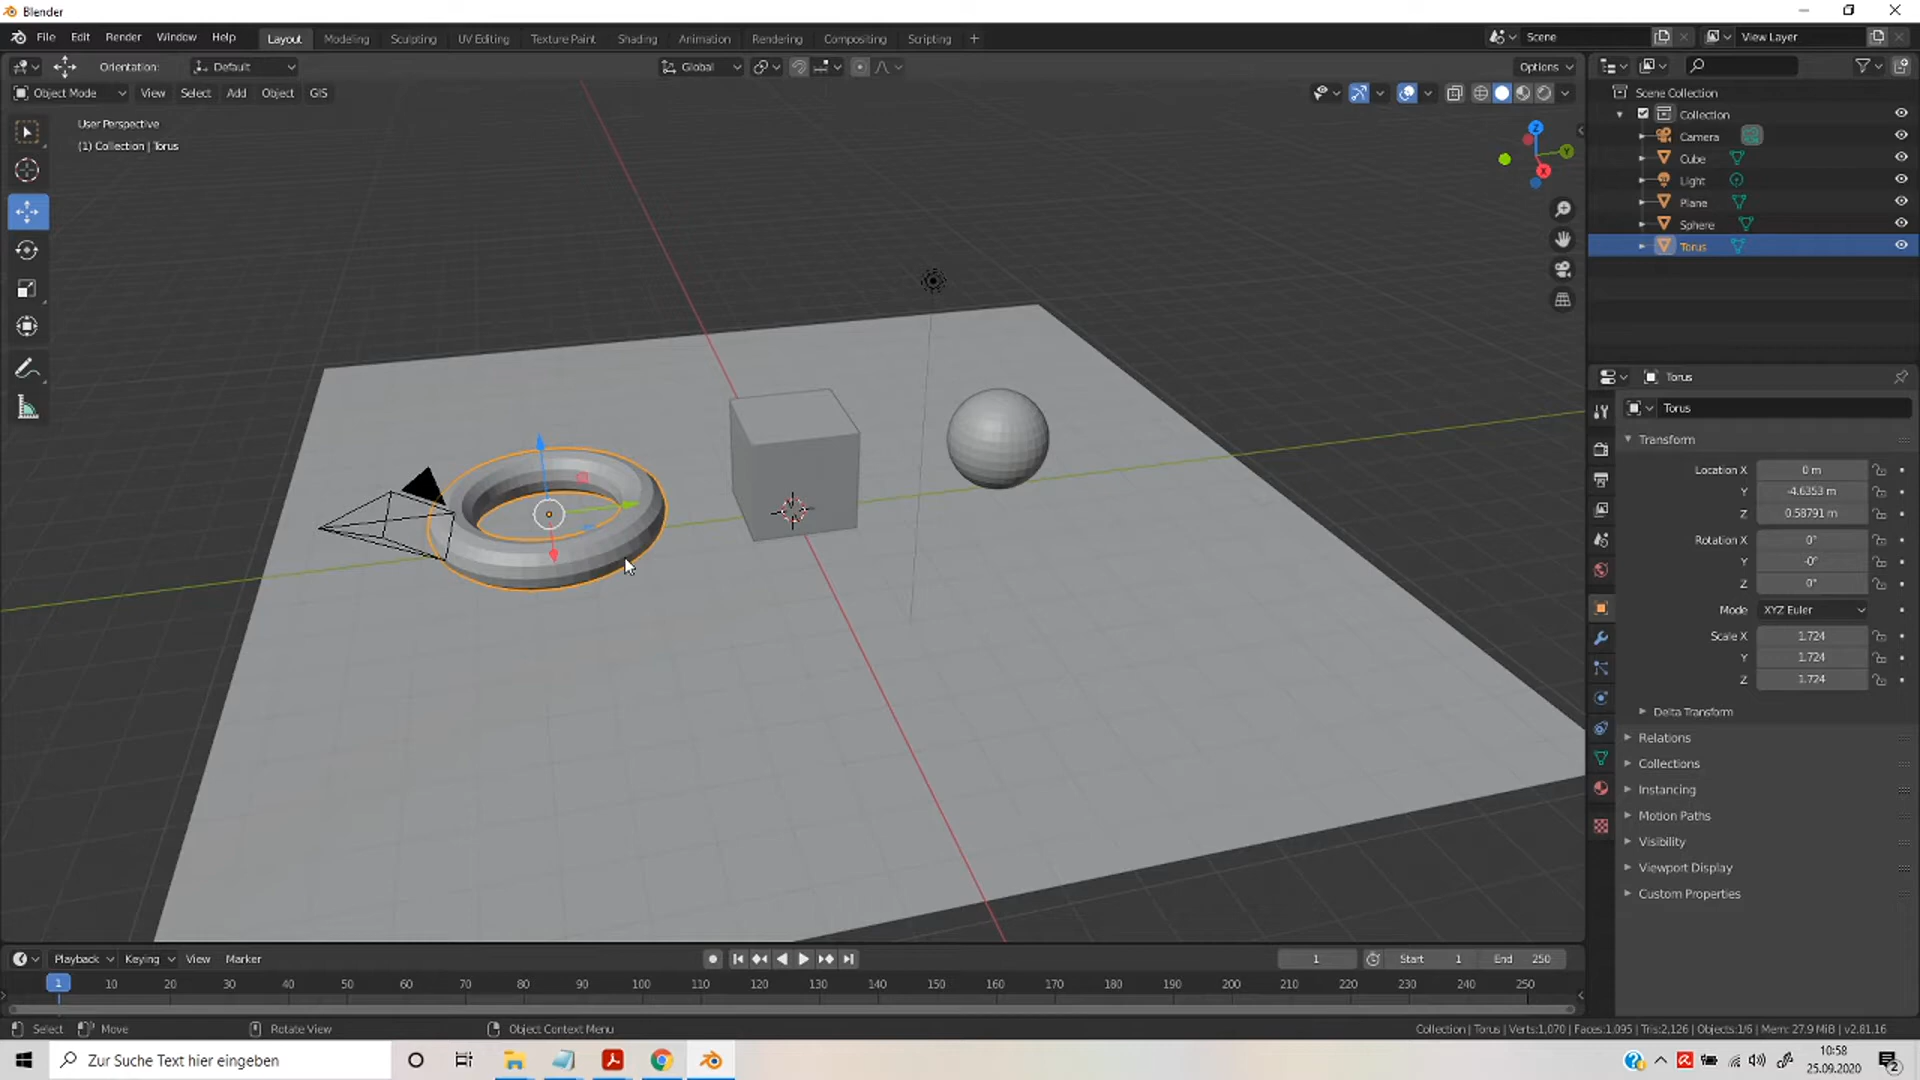 Blender
File Edit Render Window Help Layout Modeling Sculpting UV Editing Texture Paint Shading Animation Rendering Compositing Scripting + Scene View Layer
Orientation: Default Global Options
Object Mode View Select Add Object GIS
User Perspective
(1) Collection | Torus
Z
Y
X
Scene Collection
Collection
Camera
Cube
Light
Plane
Sphere
Torus
Torus
Torus
Transform
Location X 0 m
Y -4.6353 m
Z 0.58791 m
Rotation X 0°
Y -0°
Z 0°
Mode XYZ Euler
Scale X 1.724
Y 1.724
Z 1.724
Delta Transform
Relations
Collections
Instancing
Motion Paths
Visibility
Viewport Display
Custom Properties
Playback Keying View Marker 1 Start 1 End 250
1 10 20 30 40 50 60 70 80 90 100 110 120 130 140 150 160 170 180 190 200 210 220 230 240 250
Select Move Rotate View Object Context Menu Collection | Torus | Verts:1,070 | Faces:1,095 | Tris:2,126 | Objects:1/6 | Mem: 27.9 MiB | v2.81.16
Zur Suche Text hier eingeben
10:58
25.09.2020
2